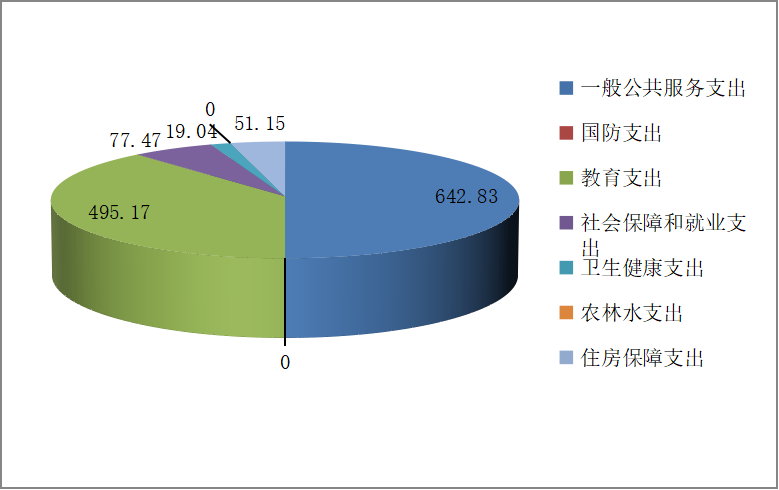 0
51.15
19.04
77.47
642.83
495.17
0
一般公共服务支出
国防支出
教育支出
社会保障和就业支
出
卫生健康支出
农林水支出
住房保障支出